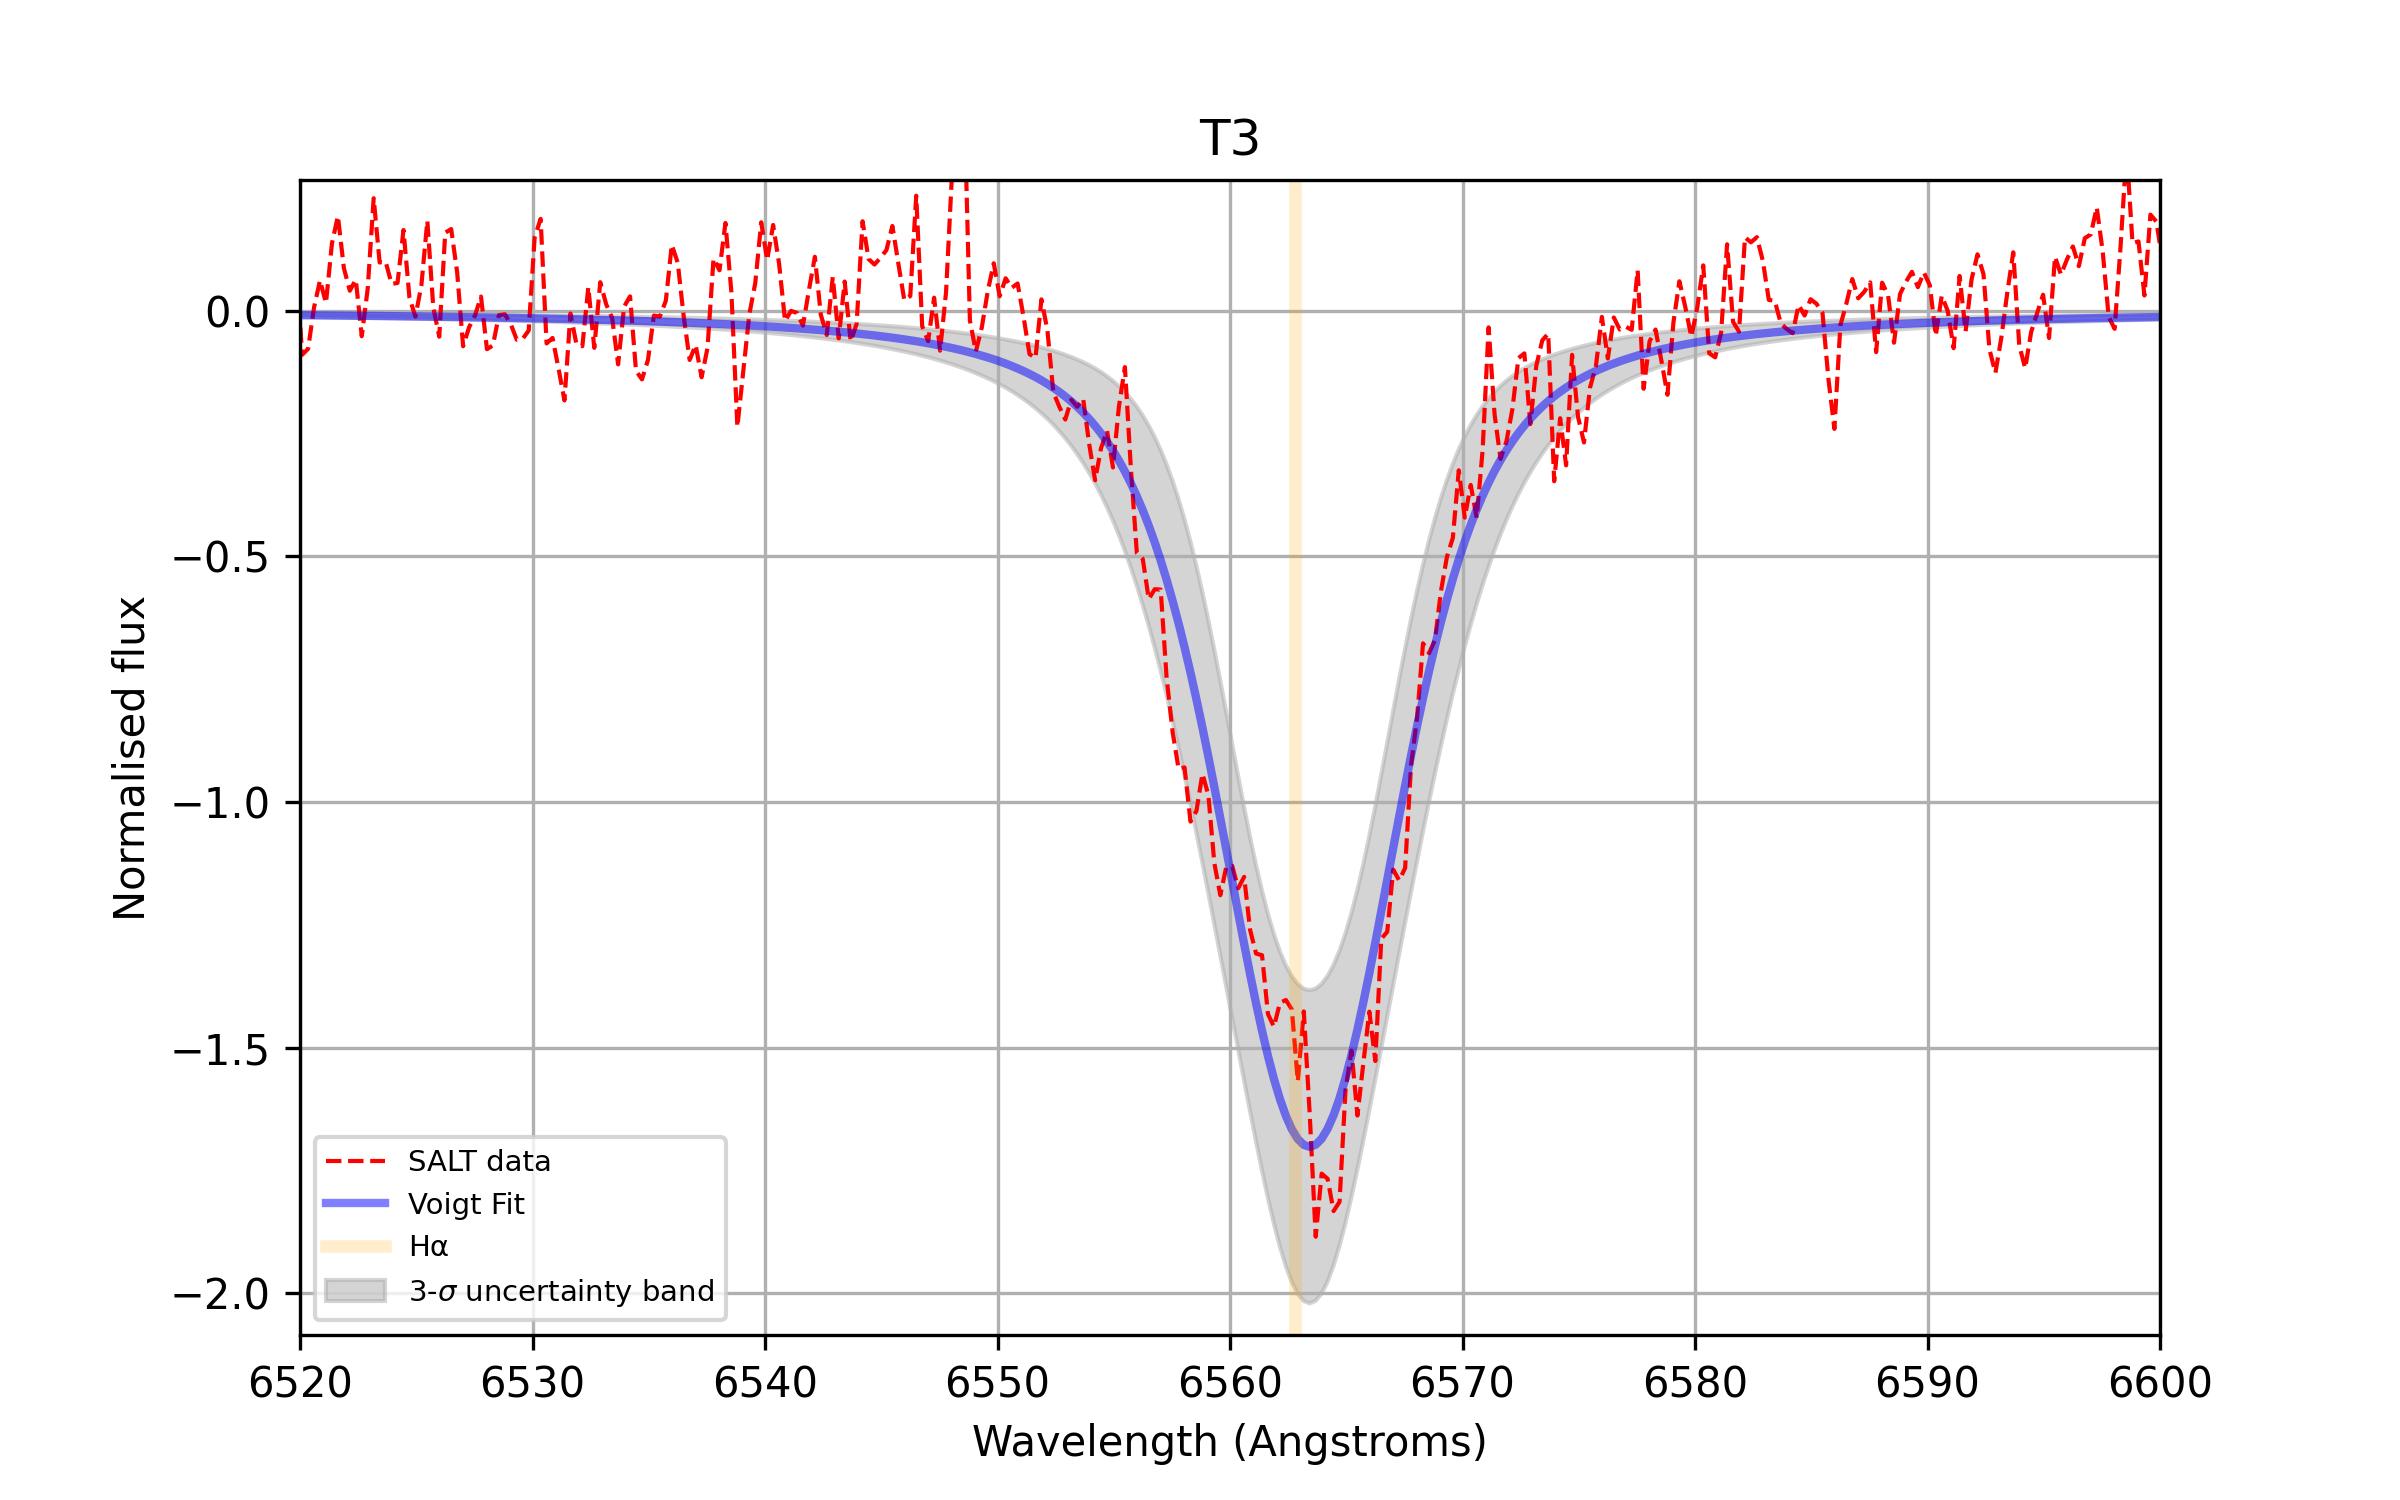 T3
0.0
−0.5
−1.0
−1.5
−2.0
Normalised flux
SALT data
Voigt Fit
Hα
3-σ uncertainty band
6520 6530 6540 6550 6560 6570 6580 6590 6600
Wavelength (Angstroms)